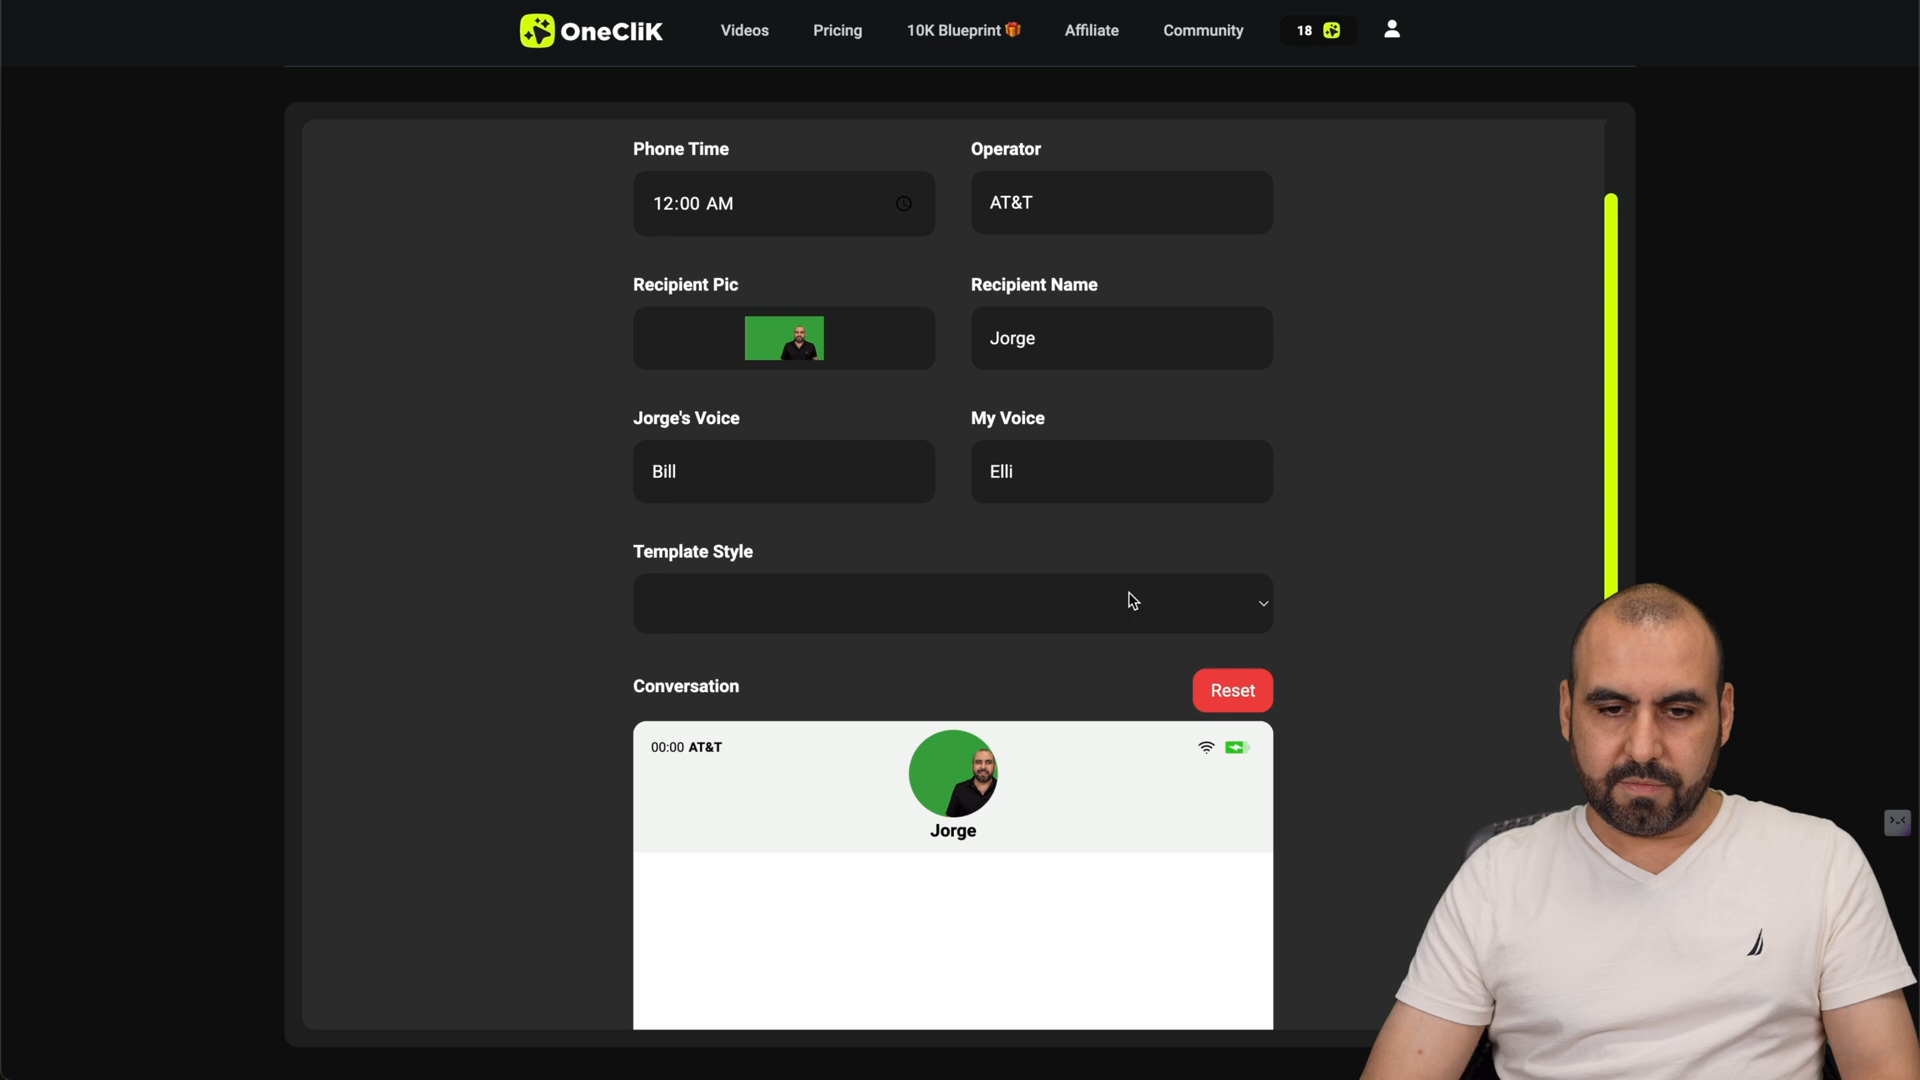 OneCliK
Videos
Pricing
10K Blueprint
Affiliate
Community
18
Phone Time
Operator
12:00 AM
AT&T
Recipient Pic
Recipient Name
Jorge
Jorge's Voice
My Voice
Bill
Elli
Template Style
Conversation
Reset
00:00 AT&T
Jorge